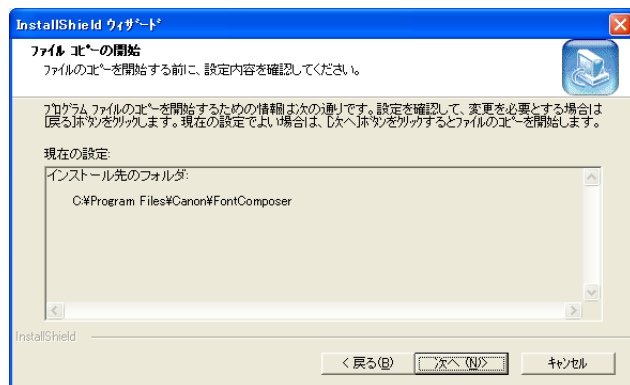 InstallShield ウィザード
ファイル コピーの開始
ファイルのコピーを開始する前に、設定内容を確認してください。
プログラム ファイルのコピーを開始するための情報は次の通りです。設定を確認して、変更を必要とする場合は
[戻る]ボタンをクリックします。現在の設定でよい場合は、[次へ]ボタンをクリックするとファイルのコピーを開始します。
現在の設定:
インストール先のフォルダ:
C:¥Program Files¥Canon¥FontComposer
InstallShield
< 戻る(B)
次へ (N)>
キャンセル